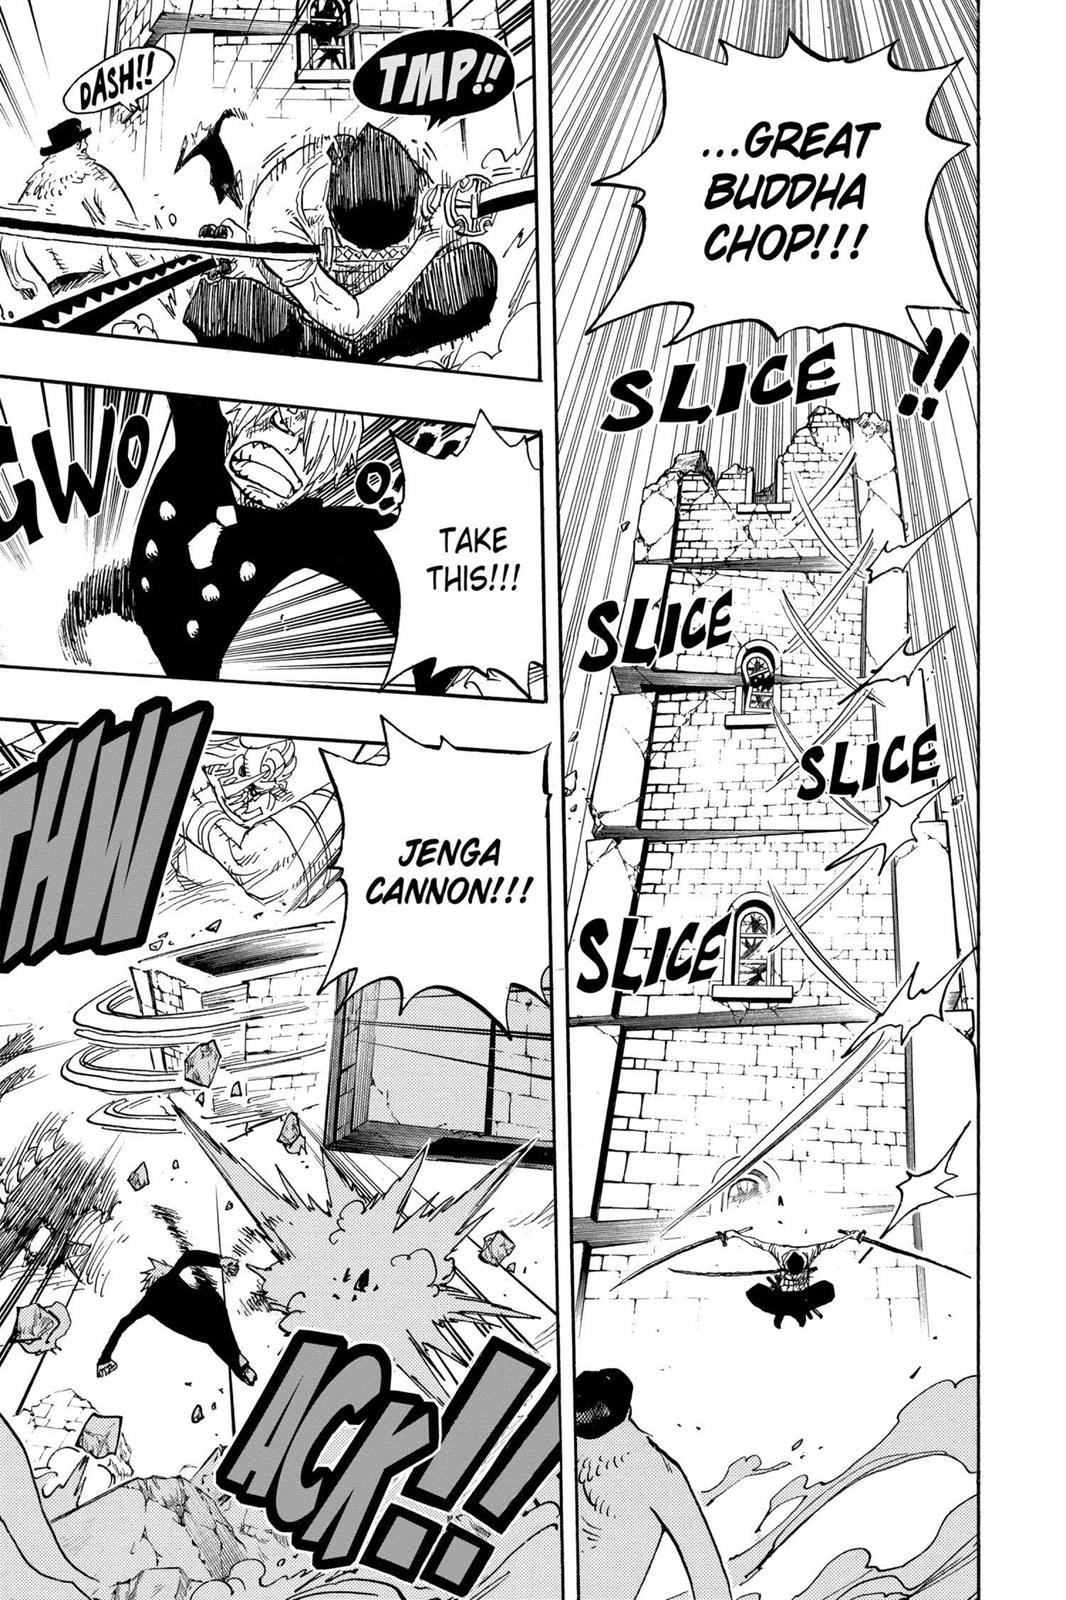 ...GREAT
BUDDHA
CHOP!!!
SLICE !!
SLICE
SLICE
SLICE
TMP!!
DASH!!
GWO
TAKE
THIS!!!
JENGA
CANNON!!!
THW
ACK!!